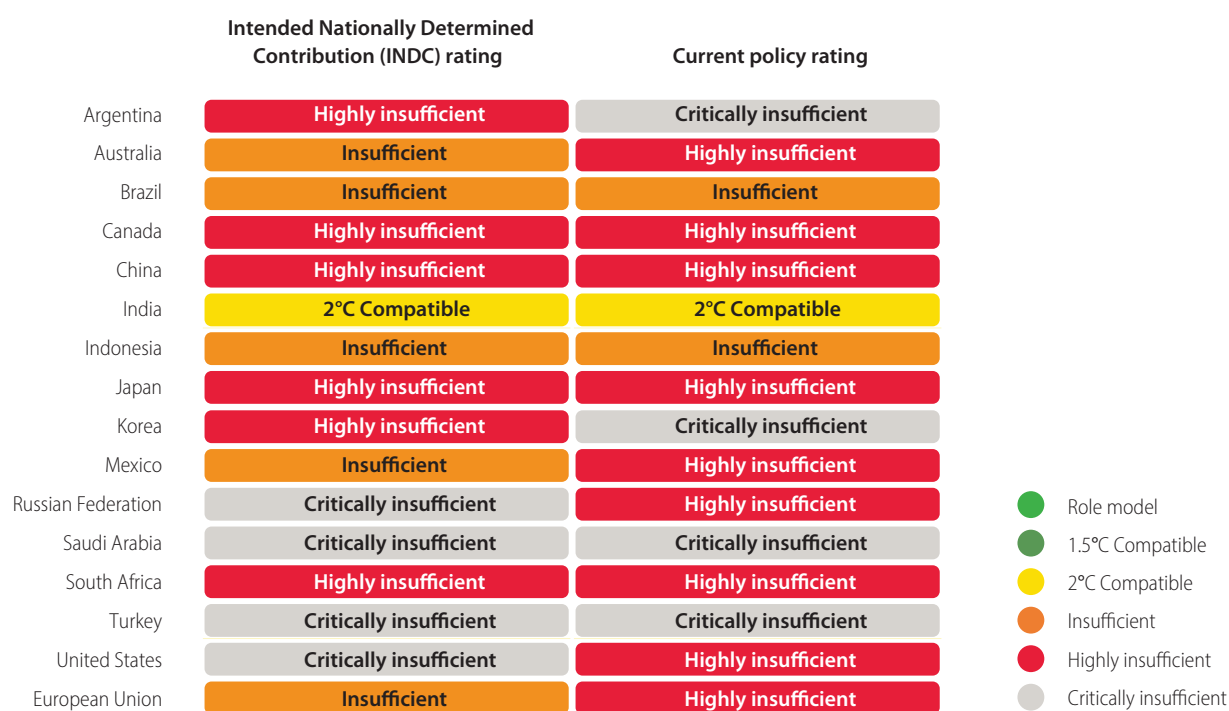 Intended Nationally Determined
Contribution (INDC) rating
Current policy rating
Argentina Highly insufficient Critically insufficient
Australia Insufficient Highly insufficient
Brazil Insufficient Insufficient
Canada Highly insufficient Highly insufficient
China Highly insufficient Highly insufficient
India 2°C Compatible 2°C Compatible
Indonesia Insufficient Insufficient
Japan Highly insufficient Highly insufficient
Korea Highly insufficient Critically insufficient
Mexico Insufficient Highly insufficient
Russian Federation Critically insufficient Highly insufficient
Saudi Arabia Critically insufficient Critically insufficient
South Africa Highly insufficient Highly insufficient
Turkey Critically insufficient Critically insufficient
United States Critically insufficient Highly insufficient
European Union Insufficient Highly insufficient
Role model
1.5°C Compatible
2°C Compatible
Insufficient
Highly insufficient
Critically insufficient